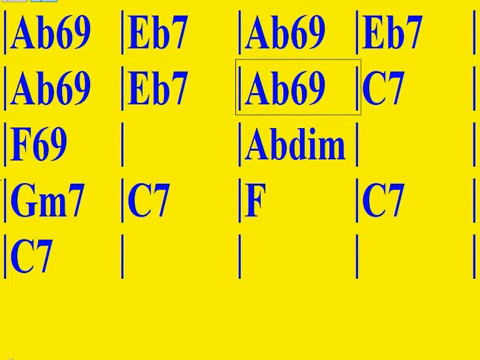 |Ab69 |Eb7 |Ab69 |Eb7 |
|Ab69 |Eb7 |Ab69 |C7 |
|F69 | |Abdim | |
|Gm7 |C7 |F |C7 |
|C7 | | | |